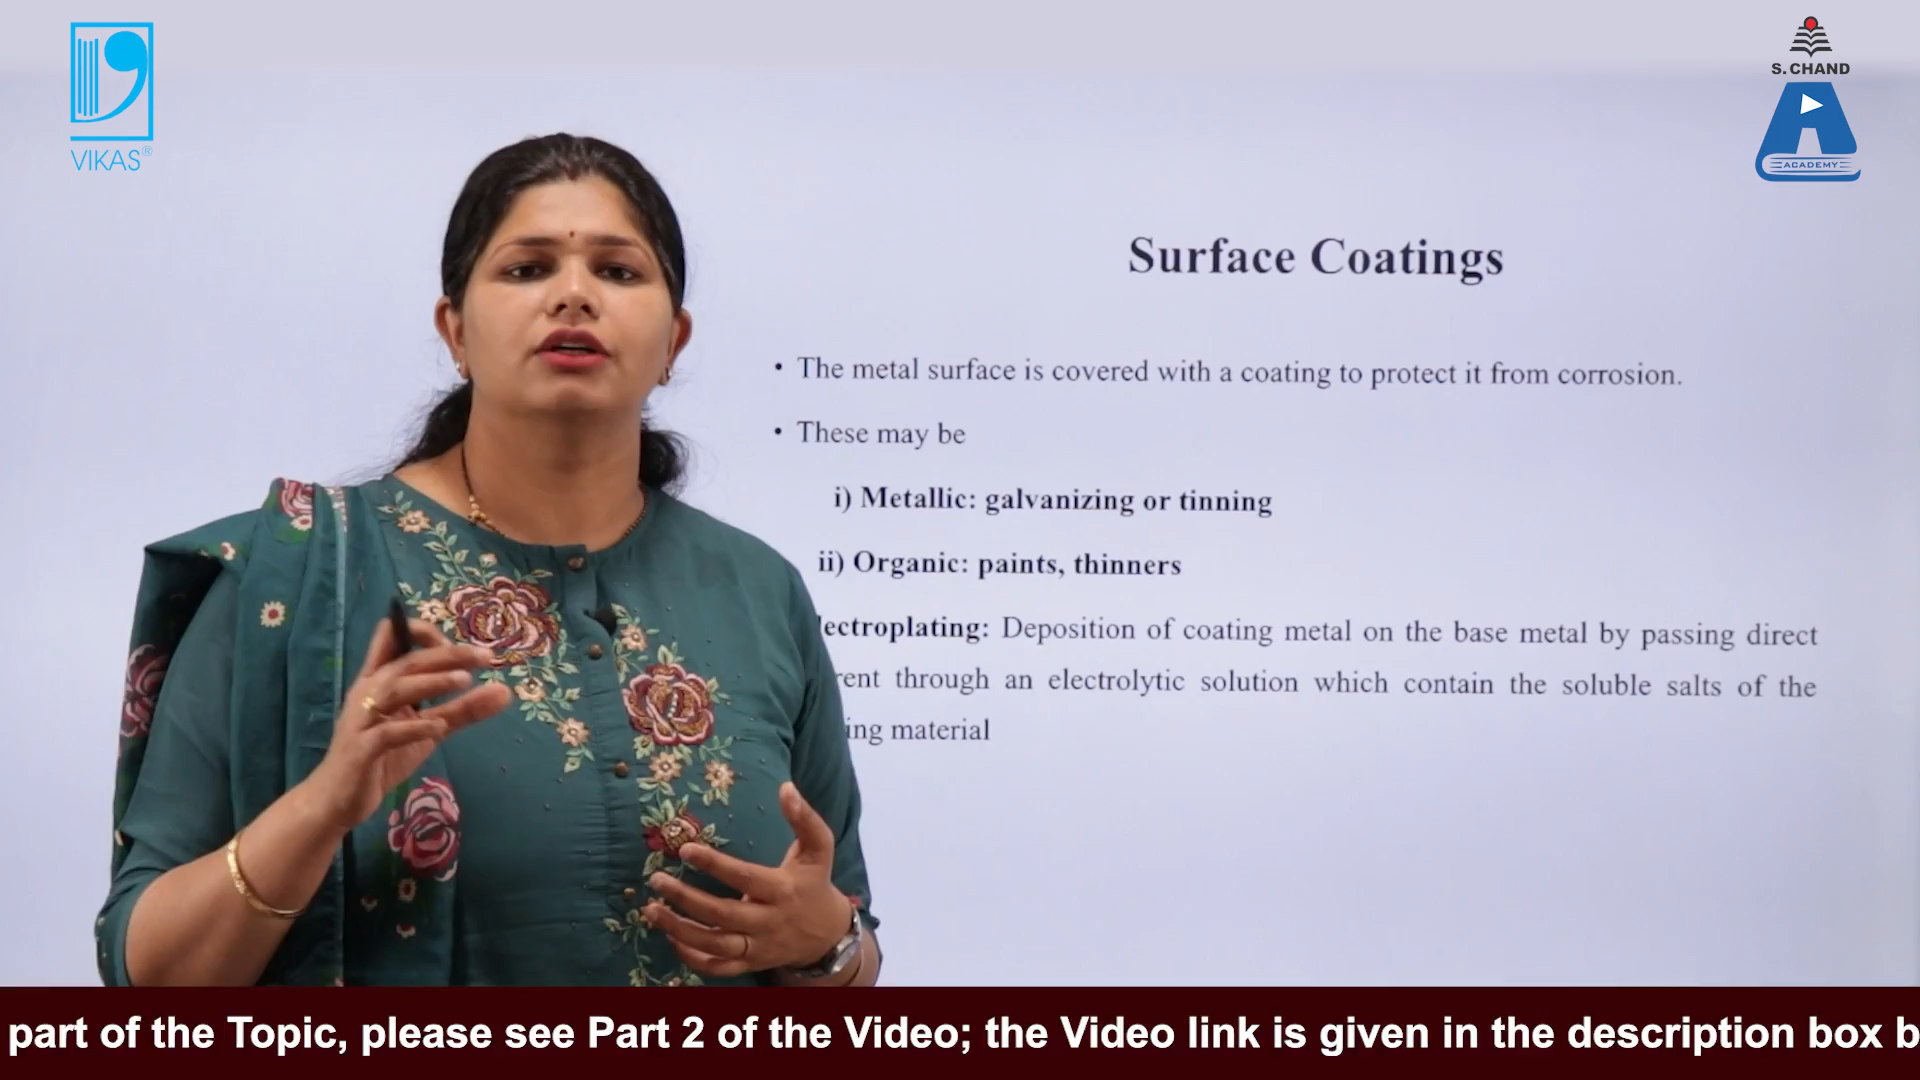 VIKAS®
S. CHAND
ACADEMY
Surface Coatings
• The metal surface is covered with a coating to protect it from corrosion.
• These may be
i) Metallic: galvanizing or tinning
ii) Organic: paints, thinners
lectroplating: Deposition of coating metal on the base metal by passing direct
rent through an electrolytic solution which contain the soluble salts of the
ing material
part of the Topic, please see Part 2 of the Video; the Video link is given in the description box b